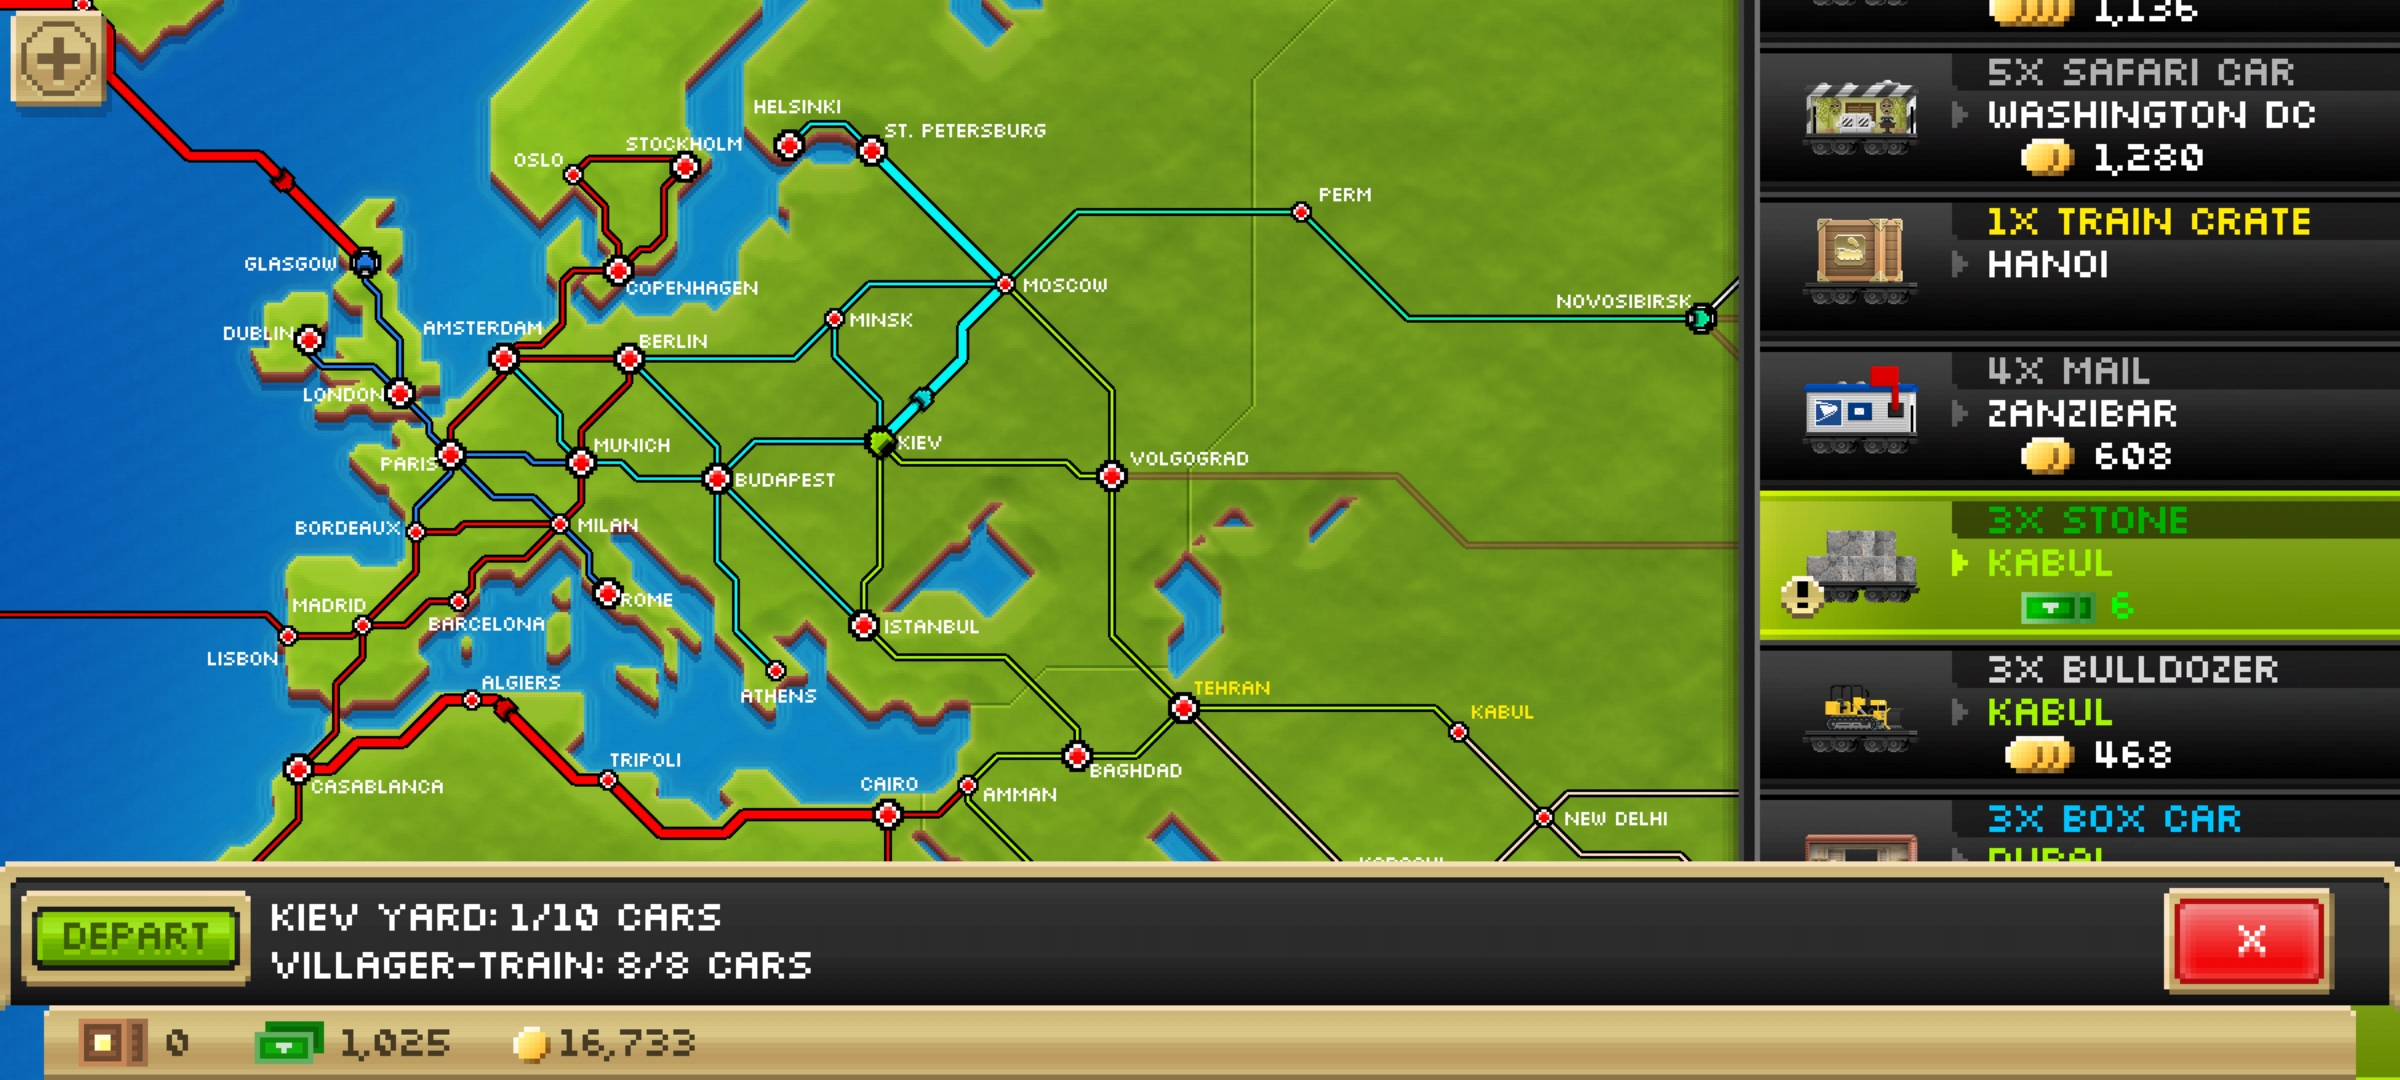 1,136
5X SAFARI CAR
WASHINGTON DC
1,280
1X TRAIN CRATE
HANOI
4X MAIL
ZANZIBAR
608
3X STONE
KABUL
6
3X BULLDOZER
KABUL
468
3X BOX CAR
DUBAI
HELSINKI
ST. PETERSBURG
STOCKHOLM
OSLO
PERM
GLASGOW
COPENHAGEN
MOSCOW
NOVOSIBIRSK
DUBLIN
AMSTERDAM
BERLIN
MINSK
LONDON
PARIS
MUNICH
KIEV
VOLGOGRAD
BUDAPEST
BORDEAUX
MILAN
MADRID
ROME
BARCELONA
ISTANBUL
LISBON
ALGIERS
ATHENS
TEHRAN
KABUL
CASABLANCA
TRIPOLI
CAIRO
BAGHDAD
AMMAN
NEW DELHI
DEPART
KIEV YARD: 1/10 CARS
VILLAGER-TRAIN: 8/8 CARS
X
0
1,025
16,733